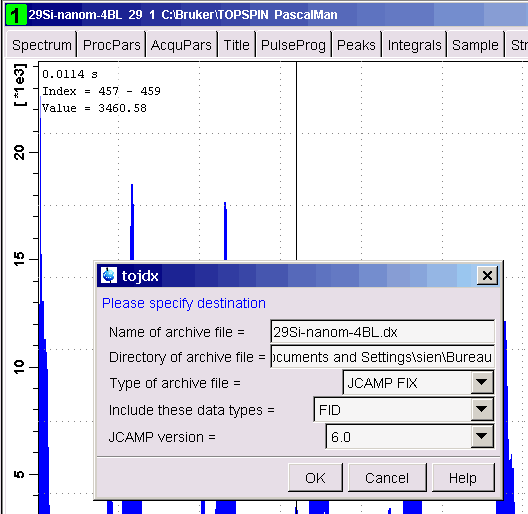 1 29Si-nanom-4BL 29 1 C:\Bruker\TOPSPIN PascalMan
Spectrum ProcPars AcquPars Title PulseProg Peaks Integrals Sample
[*1e3]
0.0114 s
Index = 457 - 459
Value = 3460.58
20
15
10
5
tojdx
Please specify destination
Name of archive file = 29Si-nanom-4BL.dx
Directory of archive file = ocuments and Settings\sien\Bureau
Type of archive file = JCAMP FIX
Include these data types = FID
JCAMP version = 6.0
OK Cancel Help